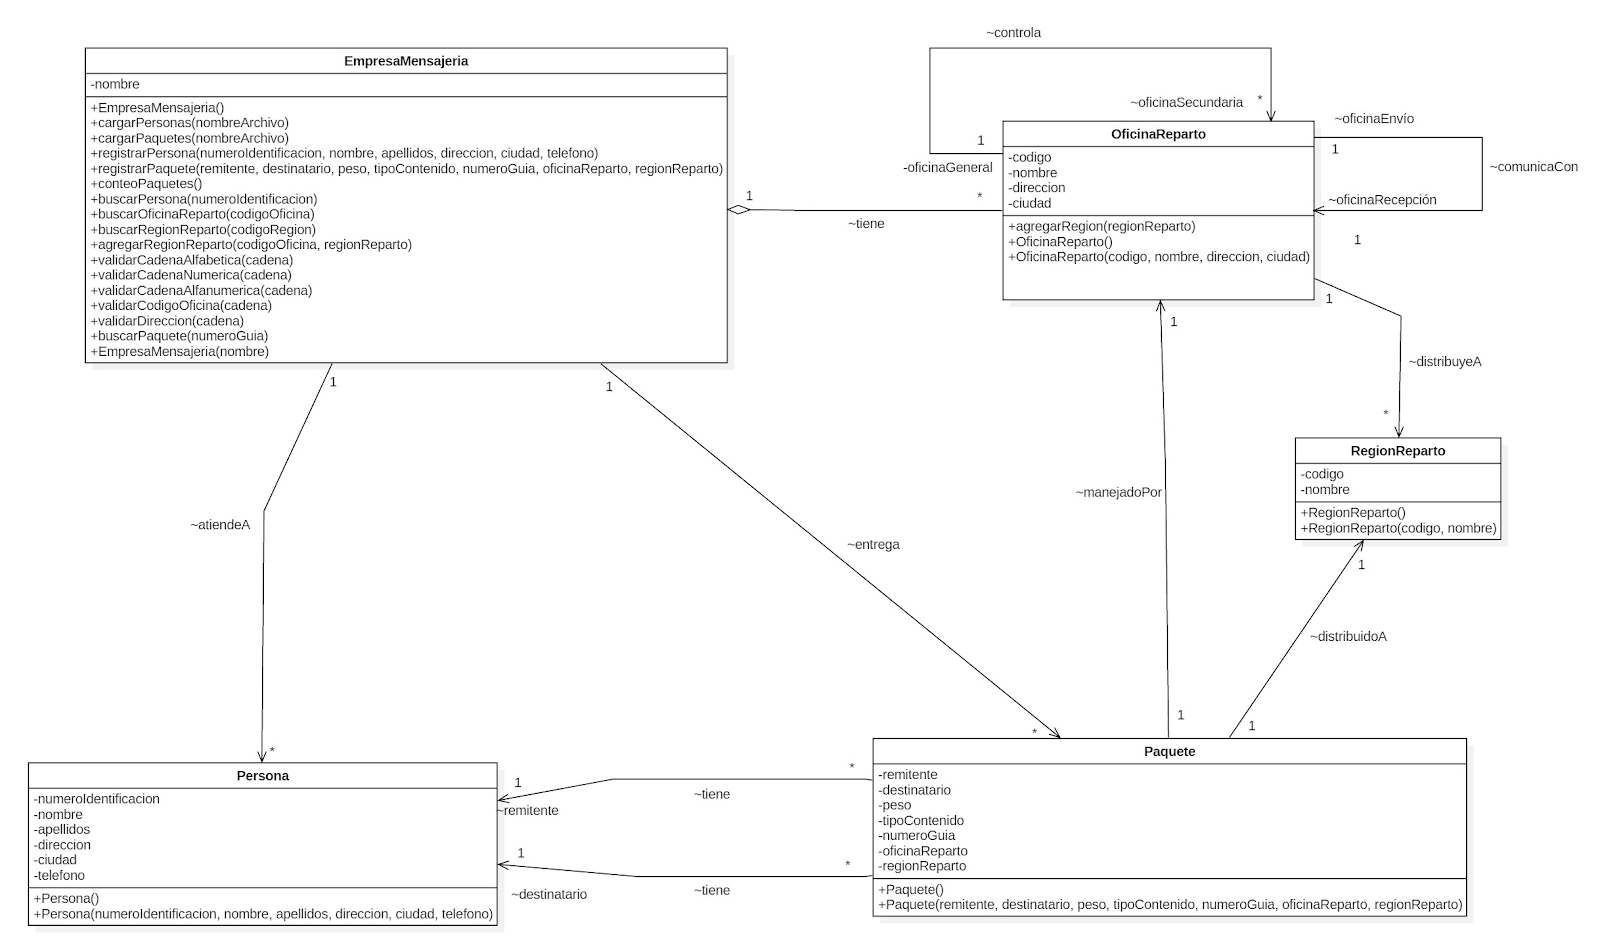 ~controla
EmpresaMensajeria
-nombre
+EmpresaMensajeria()
+cargarPersonas(nombreArchivo)
+cargarPaquetes(nombreArchivo)
+registrarPersona(numeroIdentificacion, nombre, apellidos, direccion, ciudad, telefono)
+registrarPaquete(remitente, destinatario, peso, tipoContenido, numeroGuia, oficinaReparto, regionReparto)
+conteoPaquetes()
+buscarPersona(numeroIdentificacion)
+buscarOficinaReparto(codigoOficina)
+buscarRegionReparto(codigoRegion)
+agregarRegionReparto(codigoOficina, regionReparto)
+validarCadenaAlfabetica(cadena)
+validarCadenaNumerica(cadena)
+validarCadenaAlfanumerica(cadena)
+validarCodigoOficina(cadena)
+validarDireccion(cadena)
+buscarPaquete(numeroGuia)
+EmpresaMensajeria(nombre)
~oficinaSecundaria
*
1
-oficinaGeneral
1
*
~tiene
OficinaReparto
-codigo
-nombre
-direccion
-ciudad
+agregarRegion(regionReparto)
+OficinaReparto()
+OficinaReparto(codigo, nombre, direccion, ciudad)
~oficinaEnvío
1
~comunicaCon
~oficinaRecepción
1
1
~distribuyeA
*
RegionReparto
-codigo
-nombre
+RegionReparto()
+RegionReparto(codigo, nombre)
1
~distribuidoA
1
1
~manejadoPor
1
1
~entrega
*
1
~atiendeA
*
Persona
-numeroIdentificacion
-nombre
-apellidos
-direccion
-ciudad
-telefono
+Persona()
+Persona(numeroIdentificacion, nombre, apellidos, direccion, ciudad, telefono)
1
~remitente
~tiene
*
1
~destinatario
~tiene
*
Paquete
-remitente
-destinatario
-peso
-tipoContenido
-numeroGuia
-oficinaReparto
-regionReparto
+Paquete()
+Paquete(remitente, destinatario, peso, tipoContenido, numeroGuia, oficinaReparto, regionReparto)